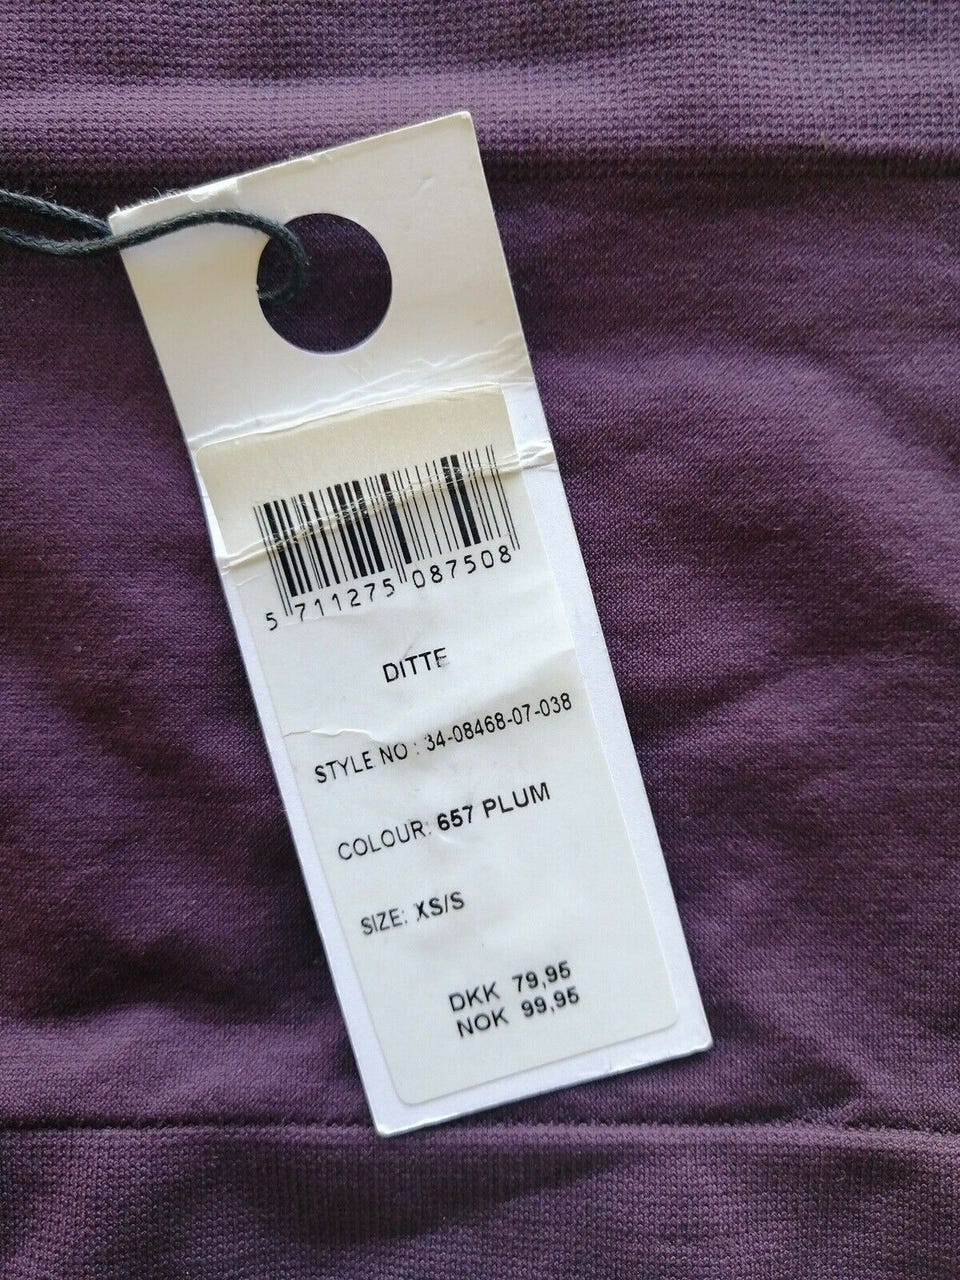 5 711275 087508
DITTE
STYLE NO : 34-08468-07-038
COLOUR: 657 PLUM
SIZE: XS/S
DKK 79,95
NOK 99,95